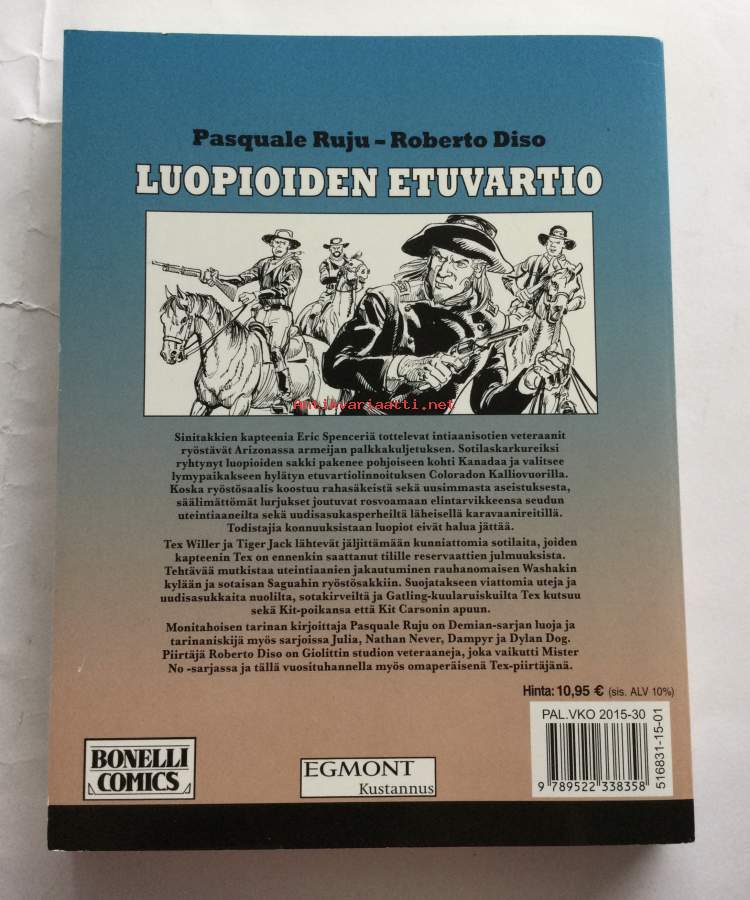 Pasquale Ruju – Roberto Diso
LUOPIOIDEN ETUVARTIO
Antikvariaatti.net
Sinitakkien kapteenia Eric Spenceriä tottelevat intiaanisotien veteraanit
ryöstävät Arizonassa armeijan palkkakuljetuksen. Sotilaskarkureiksi
ryhtynyt luopioiden sakki pakenee pohjoiseen kohti Kanadaa ja valitsee
lymypaikakseen hylätyn etuvartiolinnoituksen Coloradon Kalliovuorilla.
Koska ryöstösaalis koostuu rahasäkeistä sekä uusimmasta aseistuksesta,
säälimättömät lurjukset joutuvat rosvoamaan elintarvikkeensa seudun
uteintiaaneilta sekä uudisasukasperheiltä läheisellä karavaanireitillä.
Todistajia konnuuksistaan luopiot eivät halua jättää.
Tex Willer ja Tiger Jack lähtevät jäljittämään kunniattomia sotilaita, joiden
kapteenin Tex on ennenkin saattanut tilille reservaattien julmuuksista.
Tehtävää mutkistaa uteintiaanien jakautuminen rauhanomaisen Washakin
kylään ja sotaisan Saguahin ryöstösakkiin. Suojatakseen viattomia uteja ja
uudisasukkaita nuolilta, sotakirveiltä ja Gatling-kuularuiskuilta Tex kutsuu
sekä Kit-poikansa että Kit Carsonin apuun.
Monitahoisen tarinan kirjoittaja Pasquale Ruju on Demian-sarjan luoja ja
tarinaniskijä myös sarjoissa Julia, Nathan Never, Dampyr ja Dylan Dog.
Piirtäjä Roberto Diso on Giolittin studion veteraaneja, joka vaikutti Mister
No -sarjassa ja tällä vuosituhannella myös omaperäisenä Tex-piirtäjänä.
Hinta: 10,95 € (sis. ALV 10%)
PAL.VKO 2015-30
516831-15-01
9 789522 338358
BONELLI
COMICS
EGMONT
Kustannus